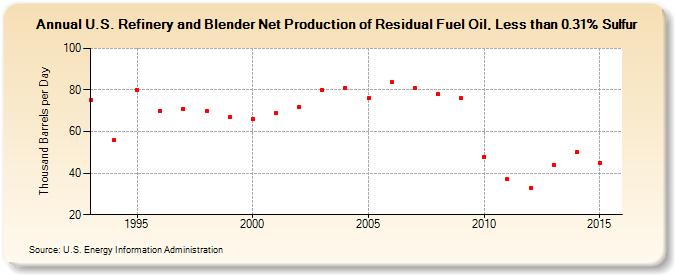 Annual U.S. Refinery and Blender Net Production of Residual Fuel Oil, Less than 0.31% Sulfur
Thousand Barrels per Day
100
80
60
40
20
1995 2000 2005 2010 2015
Source: U.S. Energy Information Administration